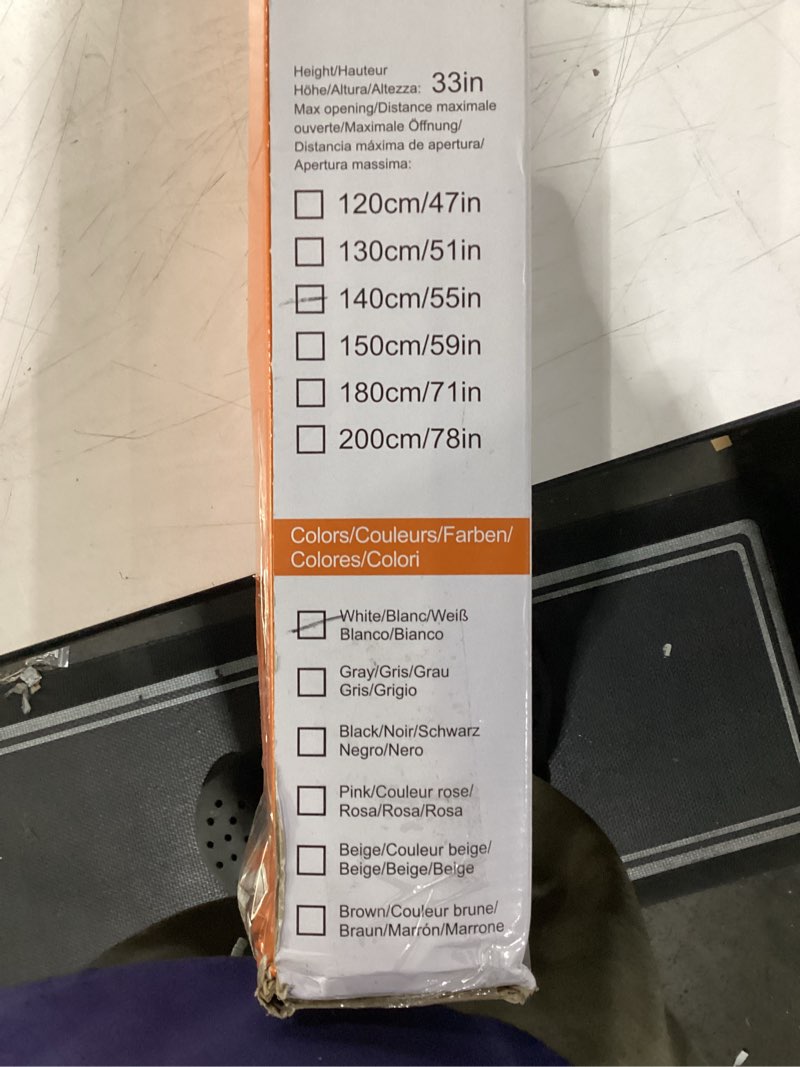 Height/Hauteur
Höhe/Altura/Altezza: 33in
Max opening/Distance maximale
ouverte/Maximale Öffnung/
Distancia máxima de apertura/
Apertura massima:
120cm/47in
130cm/51in
140cm/55in
150cm/59in
180cm/71in
200cm/78in
Colors/Couleurs/Farben/
Colores/Colori
White/Blanc/Weiß
Blanco/Bianco
Gray/Gris/Grau
Gris/Grigio
Black/Noir/Schwarz
Negro/Nero
Pink/Couleur rose/
Rosa/Rosa/Rosa
Beige/Couleur beige/
Beige/Beige/Beige
Brown/Couleur brune/
Braun/Marrón/Marrone